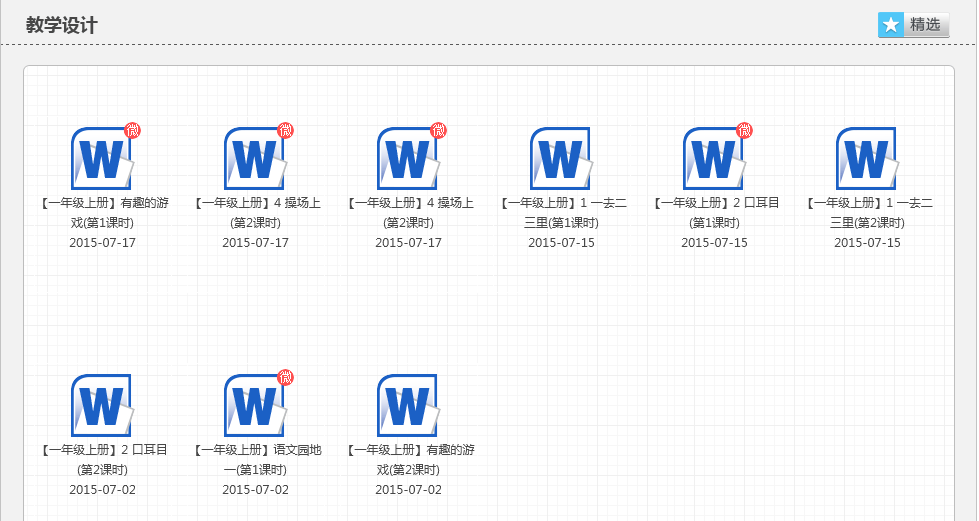 教学设计
精选
微
微
微
微
W
W
W
W
W
W
【一年级上册】有趣的游
戏(第1课时)
2015-07-17
【一年级上册】4 操场上
(第2课时)
2015-07-17
【一年级上册】4 操场上
(第2课时)
2015-07-17
【一年级上册】1 一去二
三里(第1课时)
2015-07-15
【一年级上册】2 口耳目
(第1课时)
2015-07-15
【一年级上册】1 一去二
三里(第2课时)
2015-07-15
微
W
W
W
【一年级上册】2 口耳目
(第2课时)
2015-07-02
【一年级上册】语文园地
一(第1课时)
2015-07-02
【一年级上册】有趣的游
戏(第2课时)
2015-07-02